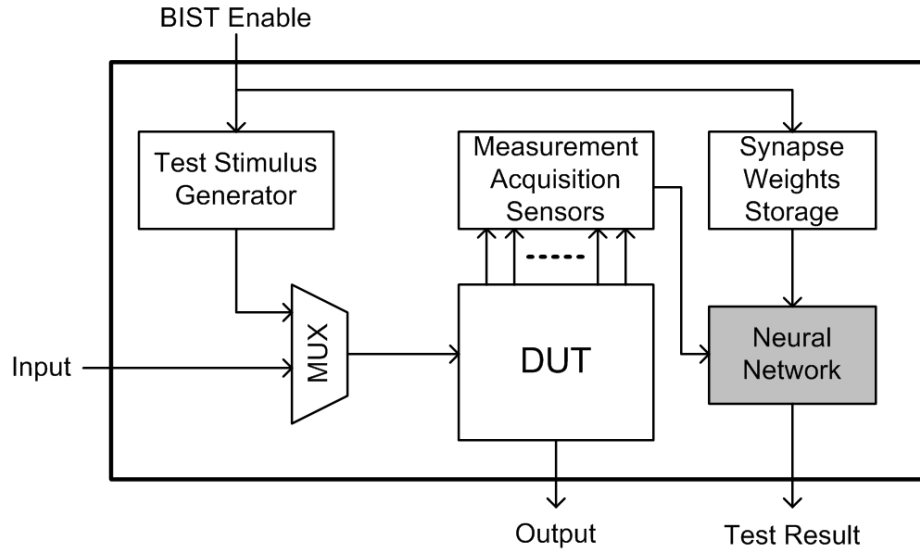 BIST Enable
Test Stimulus
Generator
Measurement
Acquisition
Sensors
Synapse
Weights
Storage
Input
MUX
DUT
Neural
Network
Output
Test Result